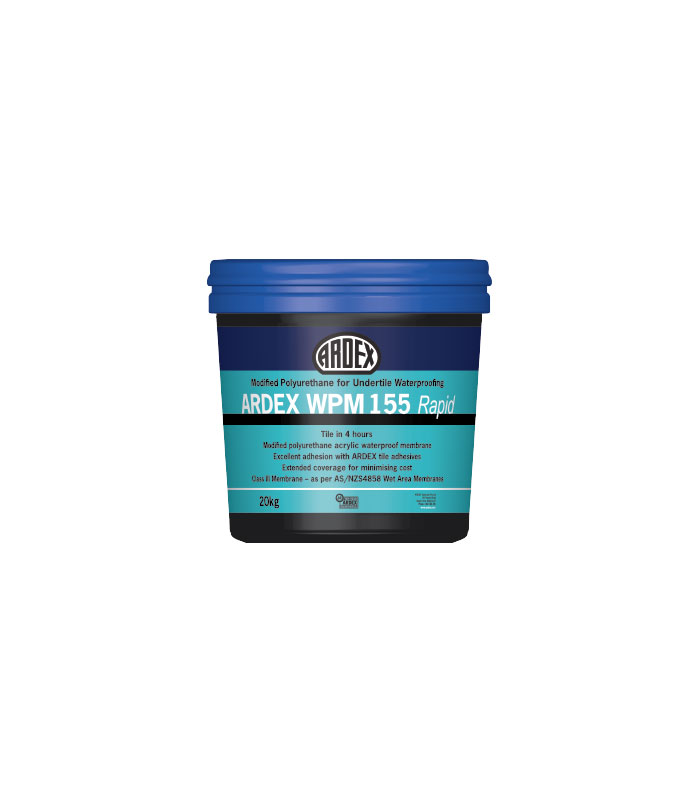 ARDEX
Modified Polyurethane for Undertile Waterproofing
ARDEX WPM 155 Rapid
Tile in 4 hours
Modified polyurethane acrylic waterproof membrane
Excellent adhesion with ARDEX tile adhesives
Extended coverage for minimising cost
Class III Membrane – as per AS/NZS4858 Wet Area Membranes
20kg
ARDEX